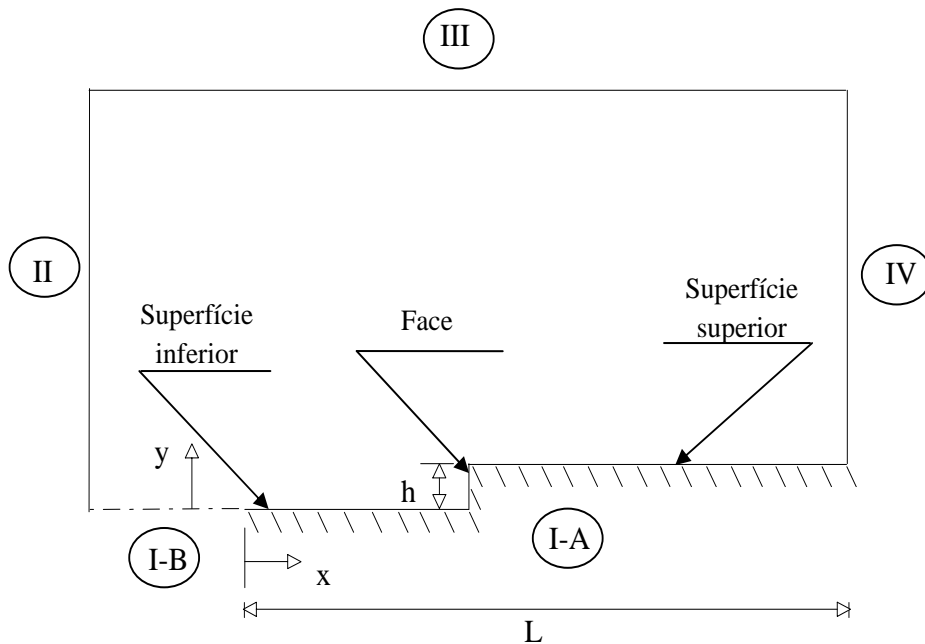 III
II
IV
Superfície
inferior
Face
Superfície
superior
y
h
I-B
I-A
x
L